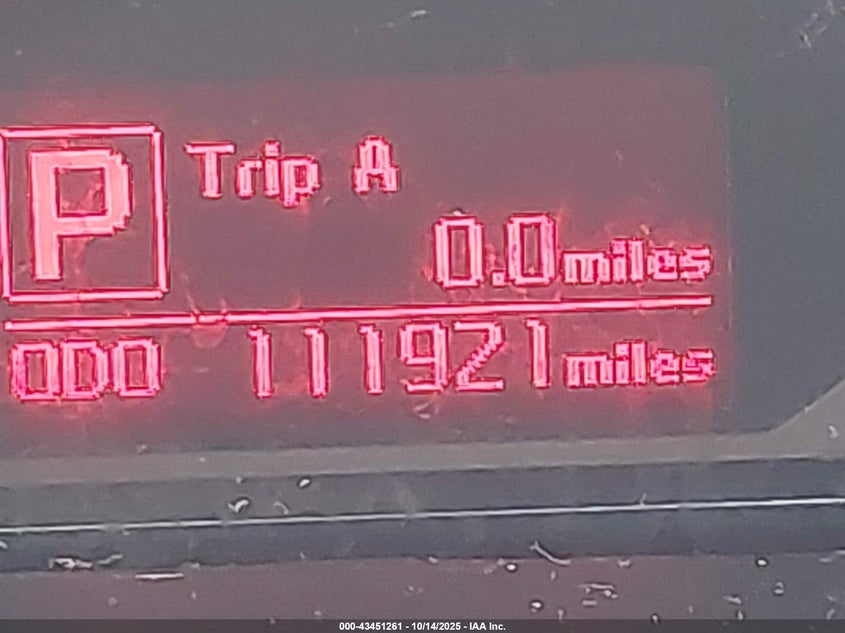 P
Trip A
0.0 miles
ODO 111921 miles
000-43451261 - 10/14/2025 - IAA Inc.